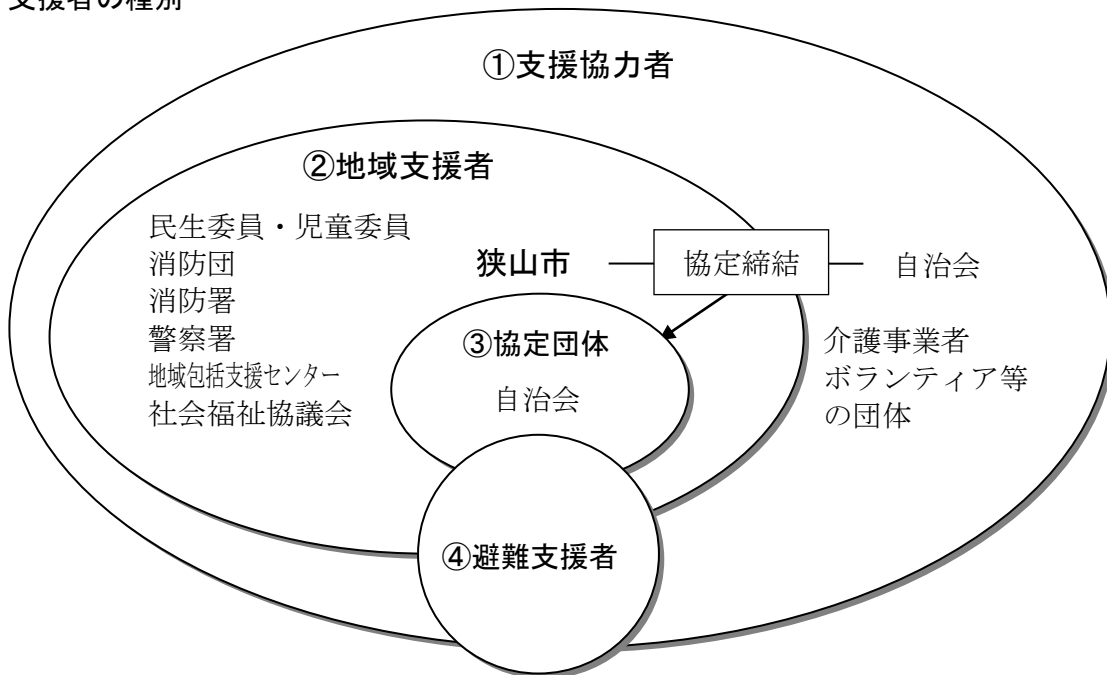 支援者の種別
①支援協力者
②地域支援者
民生委員・児童委員
消防団
消防署
警察署
地域包括支援センター
社会福祉協議会
狭山市
協定締結
自治会
③協定団体
自治会
介護事業者
ボランティア等
の団体
④避難支援者